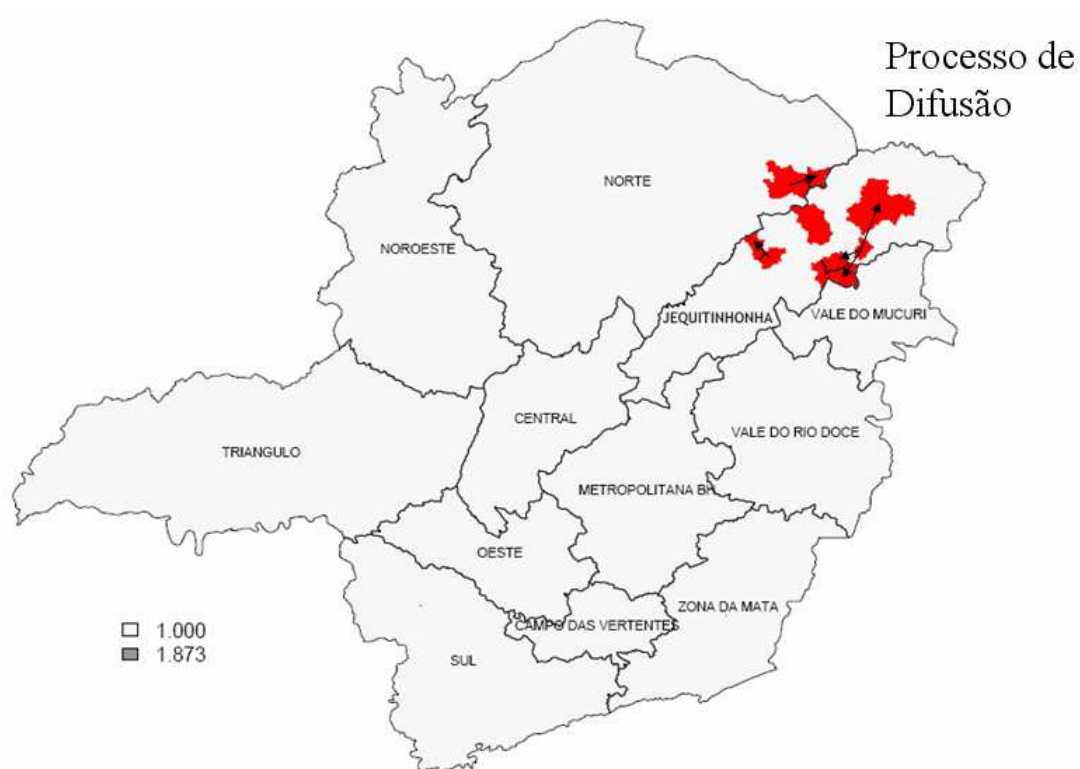 Processo de
Difusão
NORTE
NOROESTE
JEQUITINHONHA
VALE DO MUCURI
CENTRAL
VALE DO RIO DOCE
TRIANGULO
METROPOLITANA BH
OESTE
ZONA DA MATA
CAMPO DAS VERTENTES
SUL
1.000
1.873